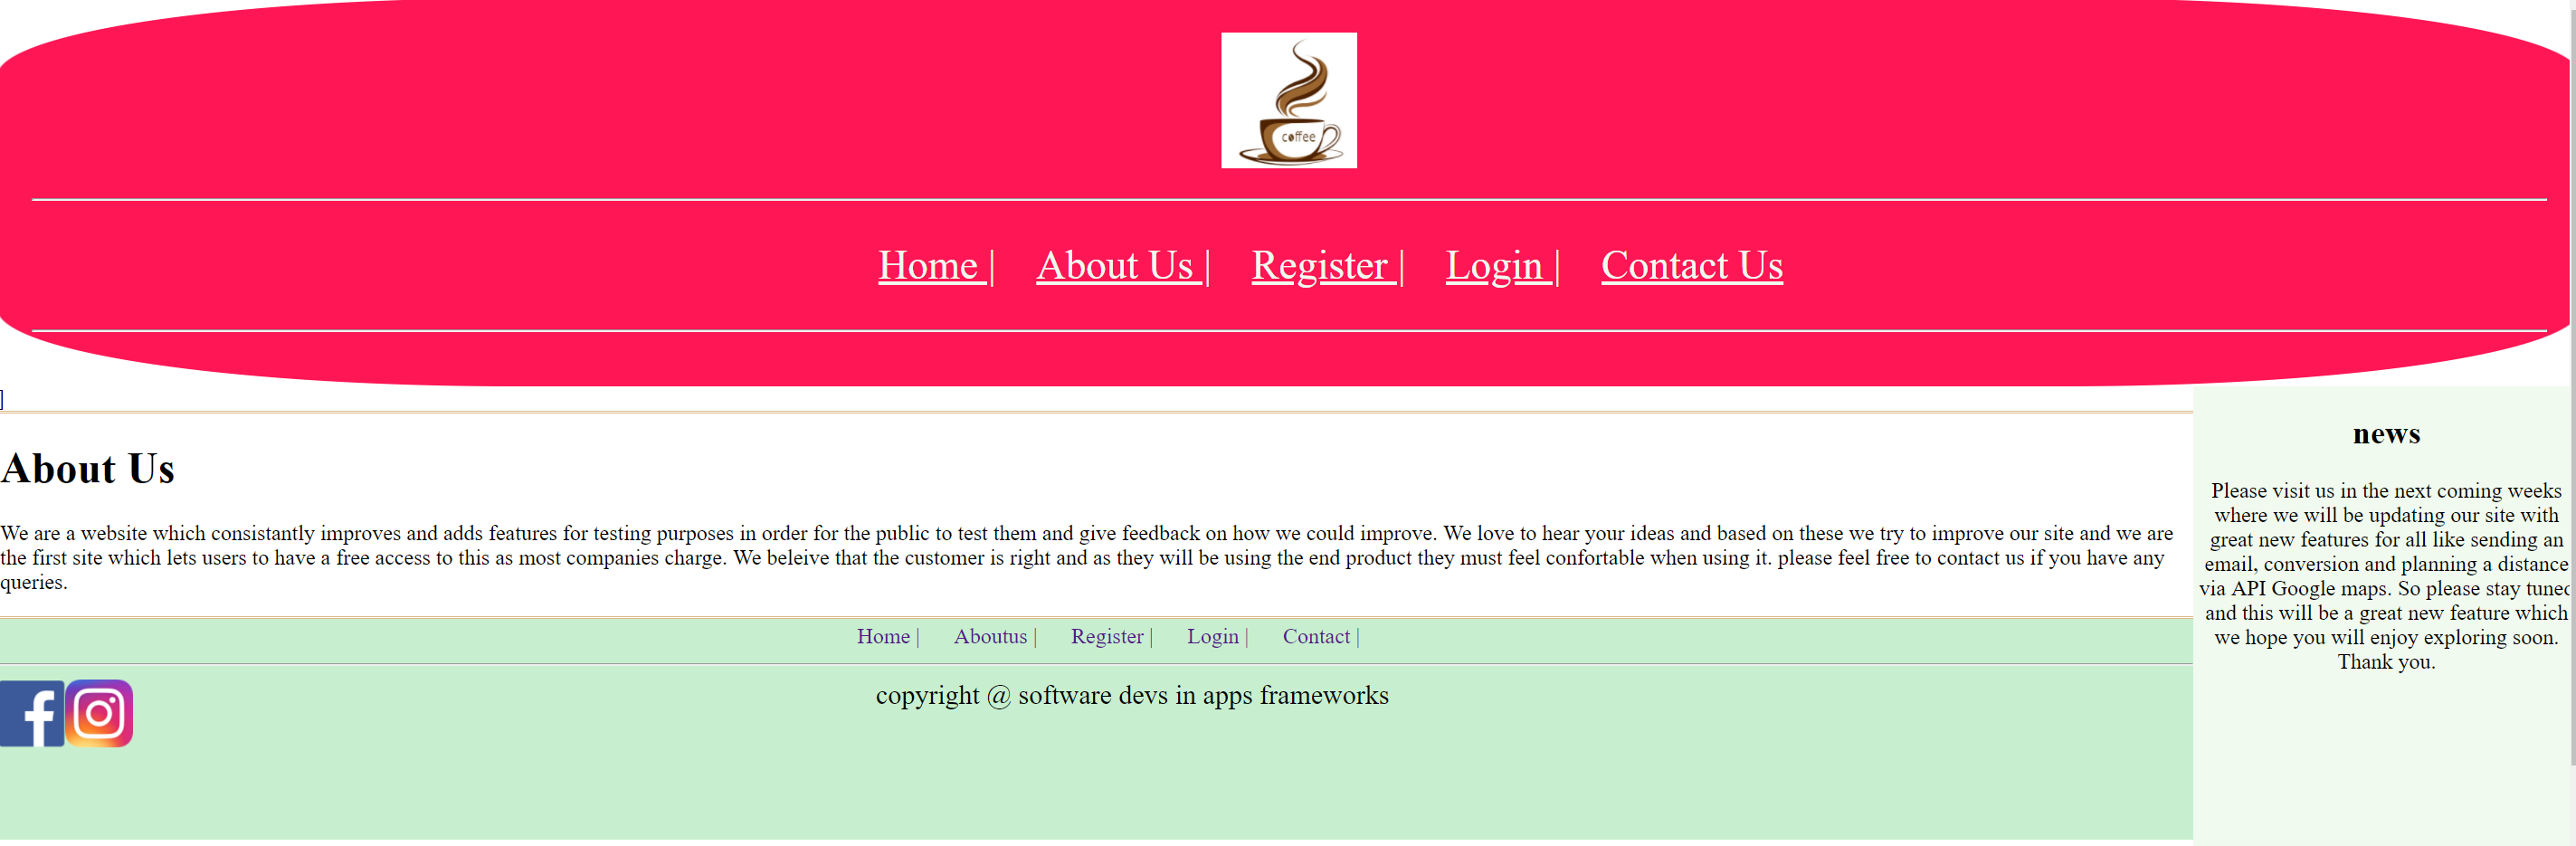 coffee
Home | About Us | Register | Login | Contact Us
]
About Us
We are a website which consistantly improves and adds features for testing purposes in order for the public to test them and give feedback on how we could improve. We love to hear your ideas and based on these we try to improve our site and we are
the first site which lets users to have a free access to this as most companies charge. We beleive that the customer is right and as they will be using the end product they must feel confortable when using it. please feel free to contact us if you have any
queries.
news
Please visit us in the next coming weeks
where we will be updating our site with
great new features for all like sending an
email, conversion and planning a distance
via API Google maps. So please stay tuned
and this will be a great new feature which
we hope you will enjoy exploring soon.
Thank you.
Home | Aboutus | Register | Login | Contact |
copyright @ software devs in apps frameworks